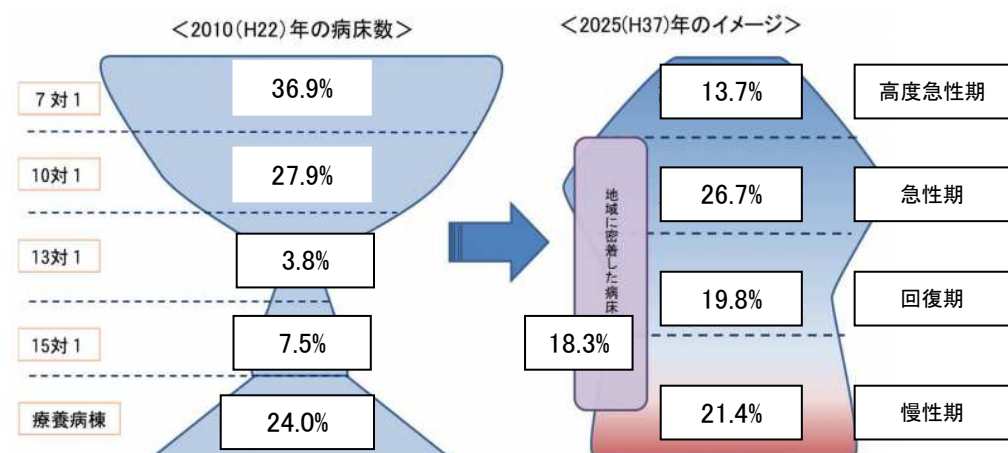 ＜2010(H22)年の病床数＞
＜2025(H37)年のイメージ＞
7対1
36.9%
13.7%
高度急性期
10対1
27.9%
地域に密着した病床
26.7%
急性期
13対1
3.8%
19.8%
回復期
15対1
7.5%
18.3%
療養病棟
24.0%
21.4%
慢性期